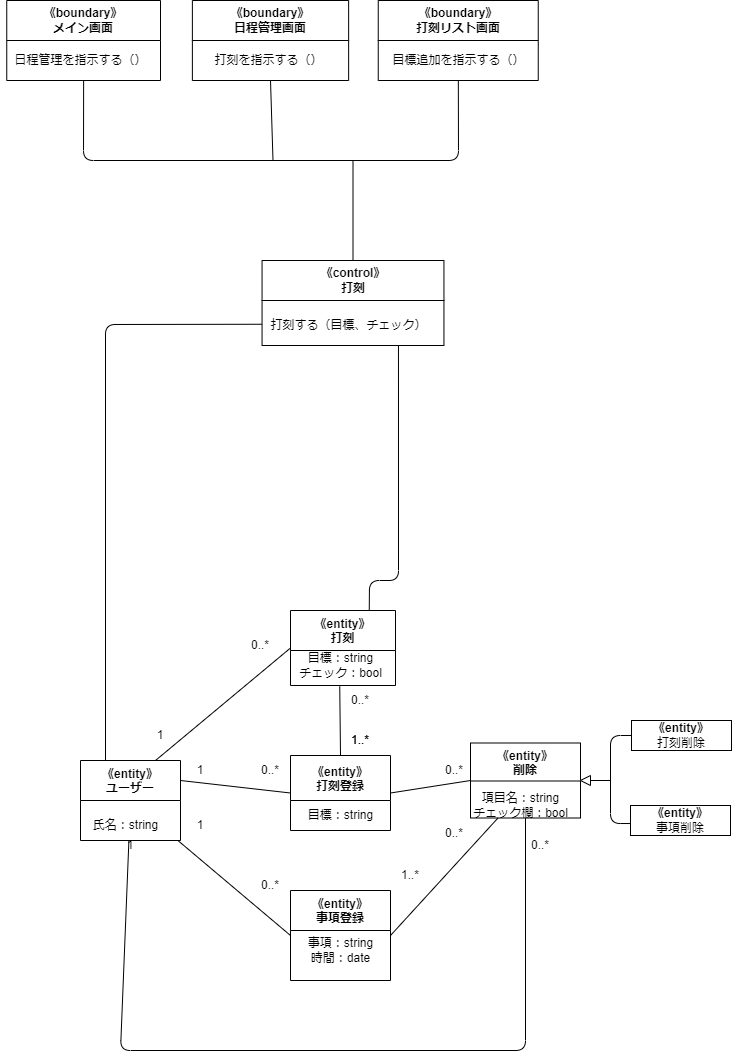 《boundary》
メイン画面
日程管理を指示する（）
《boundary》
日程管理画面
打刻を指示する（）
《boundary》
打刻リスト画面
目標追加を指示する（）
《control》
打刻
打刻する（目標、チェック）
《entity》
打刻
目標：string
チェック：bool
0..*
1
0..*
1..*
《entity》
ユーザー
氏名：string
1
0..*
《entity》
打刻登録
目標：string
0..*
《entity》
削除
項目名：string
チェック欄：bool
《entity》
打刻削除
《entity》
事項削除
1
1
0..*
0..*
0..*
1..*
《entity》
事項登録
事項：string
時間：date